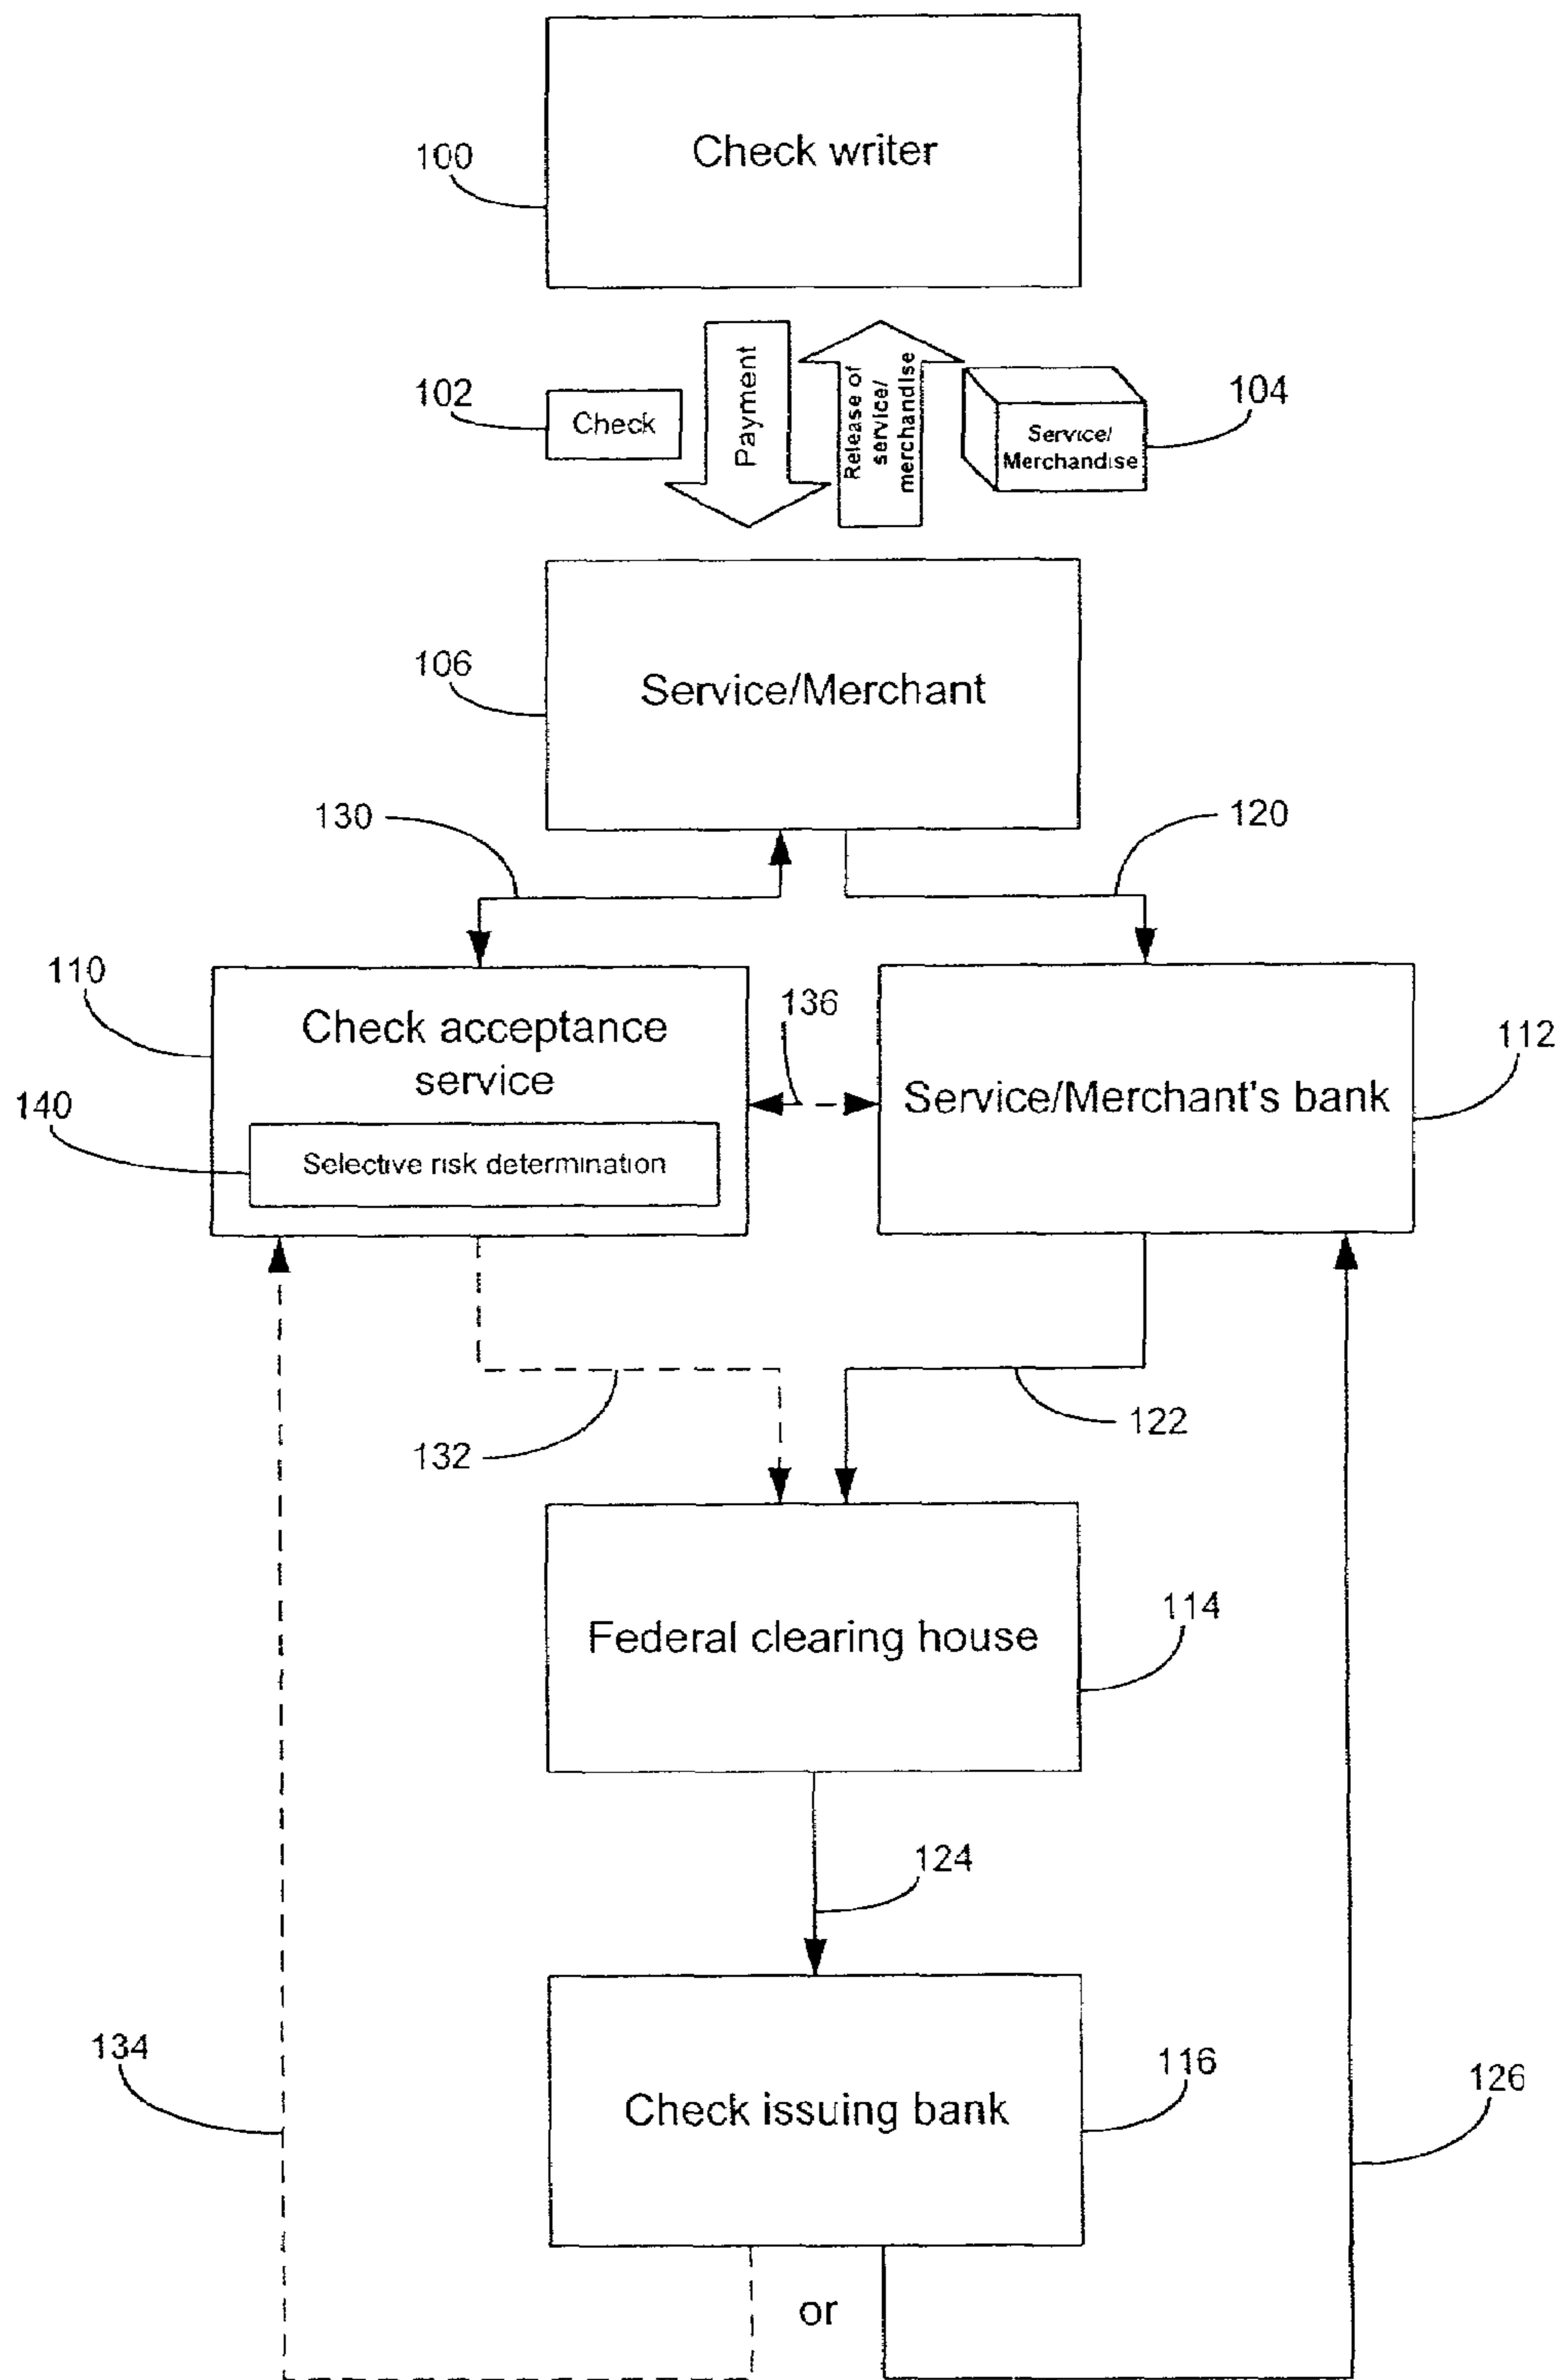 Check writer
100
102
Check
Payment
Release of
service/
merchandise
Service/
Merchandise
104
106
Service/Merchant
130
120
110
Check acceptance
service
140
Selective risk determination
136
Service/Merchant's bank
112
132
122
Federal clearing house
114
124
134
Check issuing bank
116
126
or